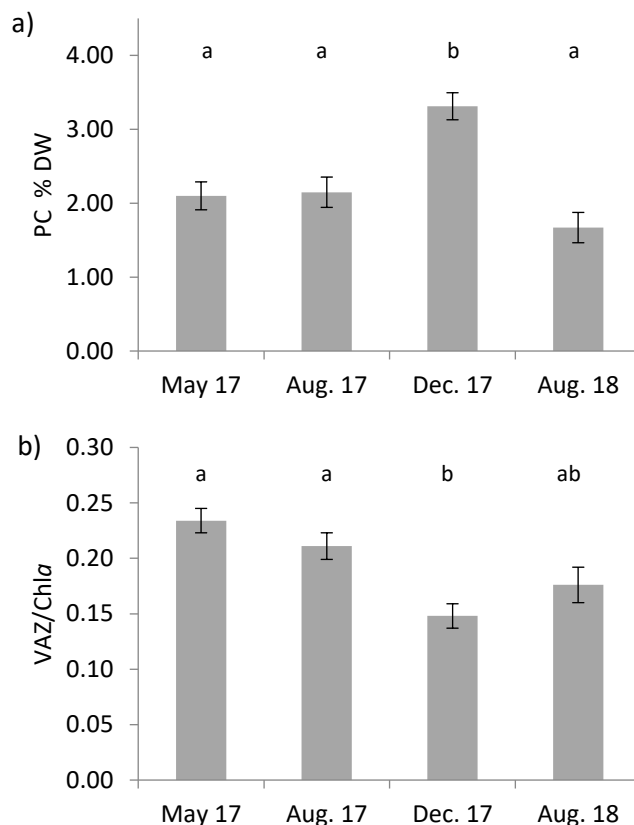 a)
4.00
3.00
2.00
1.00
0.00
PC % DW
a a b a
May 17 Aug. 17 Dec. 17 Aug. 18
b)
0.30
0.25
0.20
0.15
0.10
0.05
0.00
VAZ/Chla
a a b ab
May 17 Aug. 17 Dec. 17 Aug. 18